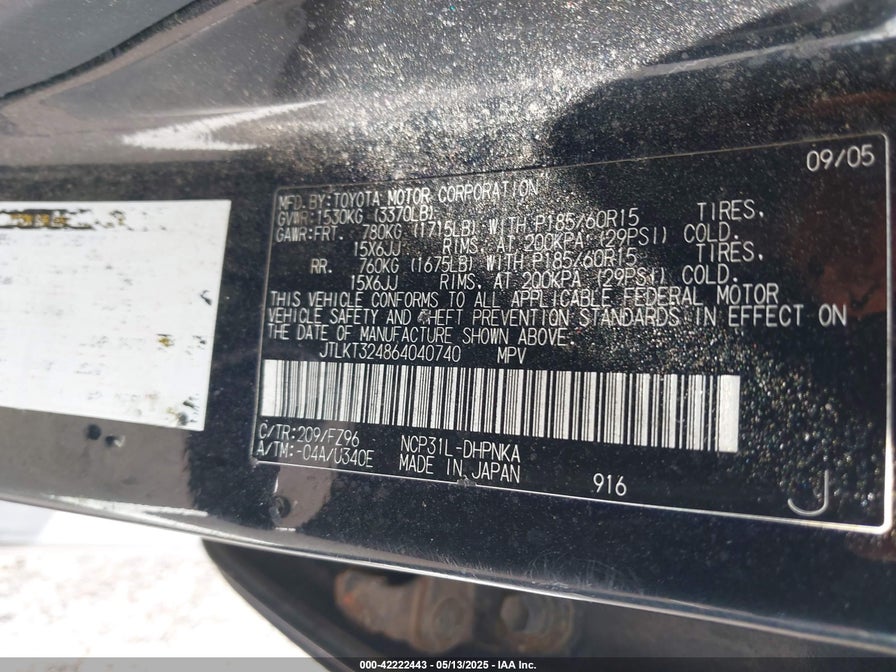 09/05
MFD.BY:TOYOTA MOTOR CORPORATION
GVWR:1530KG (3370LB)
GAWR:FRT. 780KG (1715LB) WITH P185/60R15 TIRES,
15X6JJ RIMS, AT 200KPA (29PSI) COLD.
RR. 760KG (1675LB) WITH P185/60R15 TIRES,
15X6JJ RIMS, AT 200KPA (29PSI) COLD.
THIS VEHICLE CONFORMS TO ALL APPLICABLE FEDERAL MOTOR
VEHICLE SAFETY AND THEFT PREVENTION STANDARDS IN EFFECT ON
THE DATE OF MANUFACTURE SHOWN ABOVE.
JTLKT324864040740 MPV
C/TR:209/FZ96 NCP31L-DHPNKA
A/TM:-04A/U340E MADE IN JAPAN
916
J
000-42222443 - 05/13/2025 - IAA Inc.